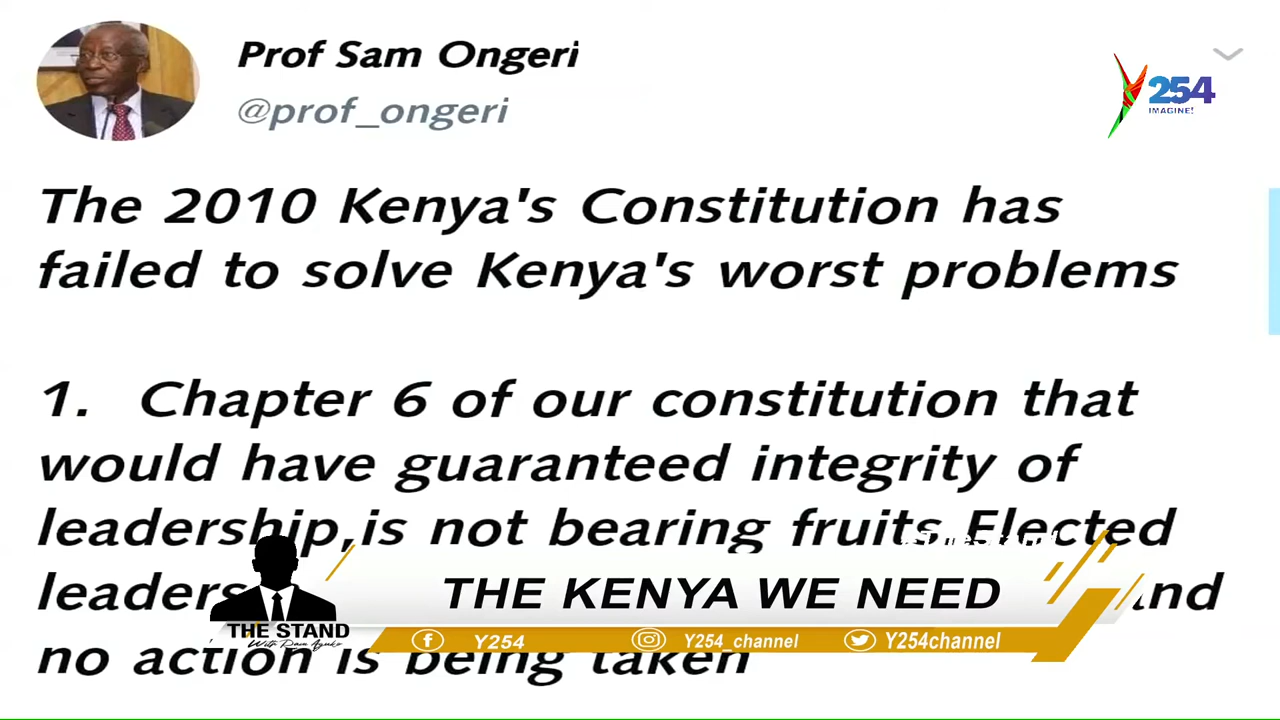 Prof Sam Ongeri
@prof_ongeri
Y254
IMAGINE!
The 2010 Kenya's Constitution has
failed to solve Kenya's worst problems
1. Chapter 6 of our constitution that
would have guaranteed integrity of
leadership,is not bearing fruits.Elected
#TheStand
leaders
THE KENYA WE NEED
THE STAND
Y254
Y254_channel
Y254channel
no action is being taken